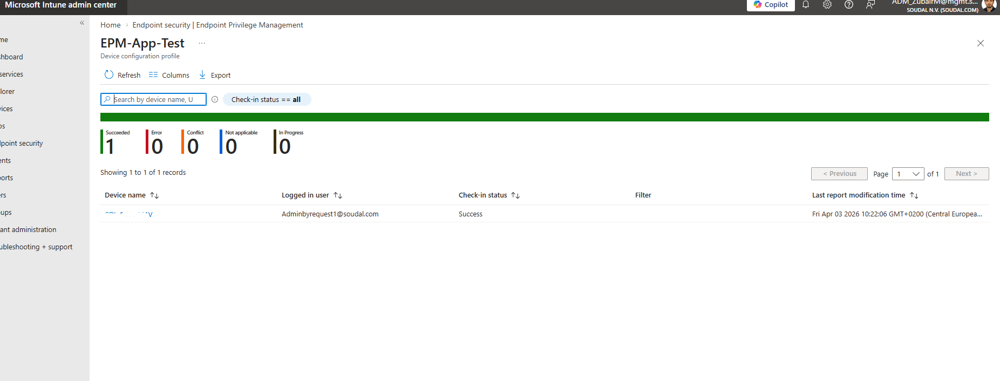 Microsoft Intune admin center
Copilot
ADM_ZubairM@mgmt.s...
SOUDAL N.V. (SOUDAL.COM)
«
Home › Endpoint security | Endpoint Privilege Management
me
EPM-App-Test ...
Device configuration profile
shboard
services
Refresh Columns Export
lorer
Search by device name, U
Check-in status == all
vices
ps
Succeeded Error Conflict Not applicable In Progress
1 0 0 0 0
dpoint security
ents
Showing 1 to 1 of 1 records
< Previous Page 1 of 1 Next >
ports
ers
Device name Logged in user Check-in status Filter Last report modification time
oups
Adminbyrequest1@soudal.com Success Fri Apr 03 2026 10:22:06 GMT+0200 (Central Europea...
ant administration
ubleshooting + support